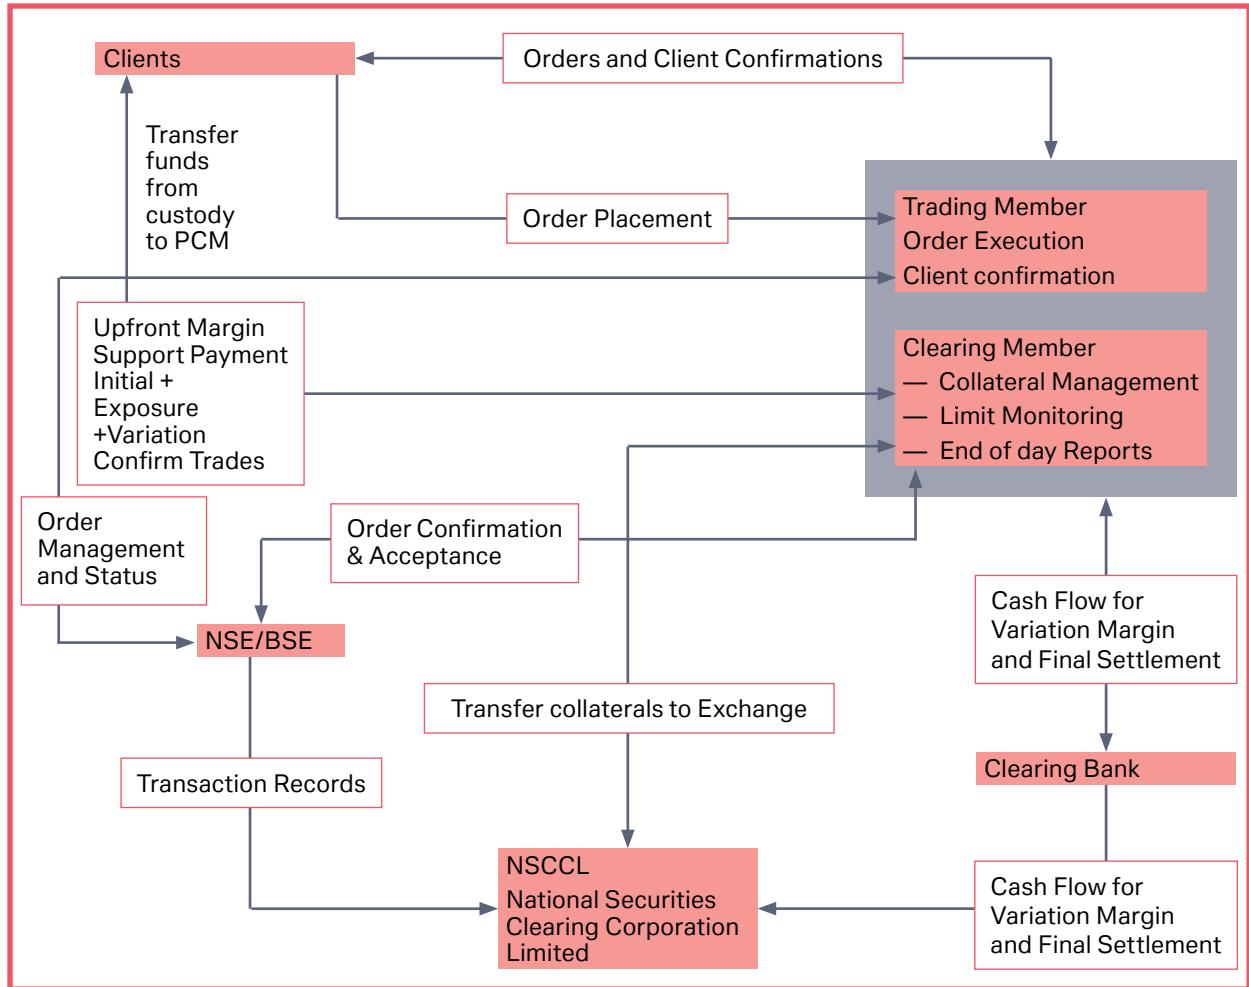 Clients
Orders and Client Confirmations
Transfer
funds
from
custody
to PCM
Order Placement
Trading Member
Order Execution
Client confirmation
Upfront Margin
Support Payment
Initial +
Exposure
+Variation
Confirm Trades
Clearing Member
— Collateral Management
— Limit Monitoring
— End of day Reports
Order
Management
and Status
Order Confirmation
& Acceptance
NSE/BSE
Cash Flow for
Variation Margin
and Final Settlement
Transfer collaterals to Exchange
Transaction Records
Clearing Bank
NSCCL
National Securities
Clearing Corporation
Limited
Cash Flow for
Variation Margin
and Final Settlement